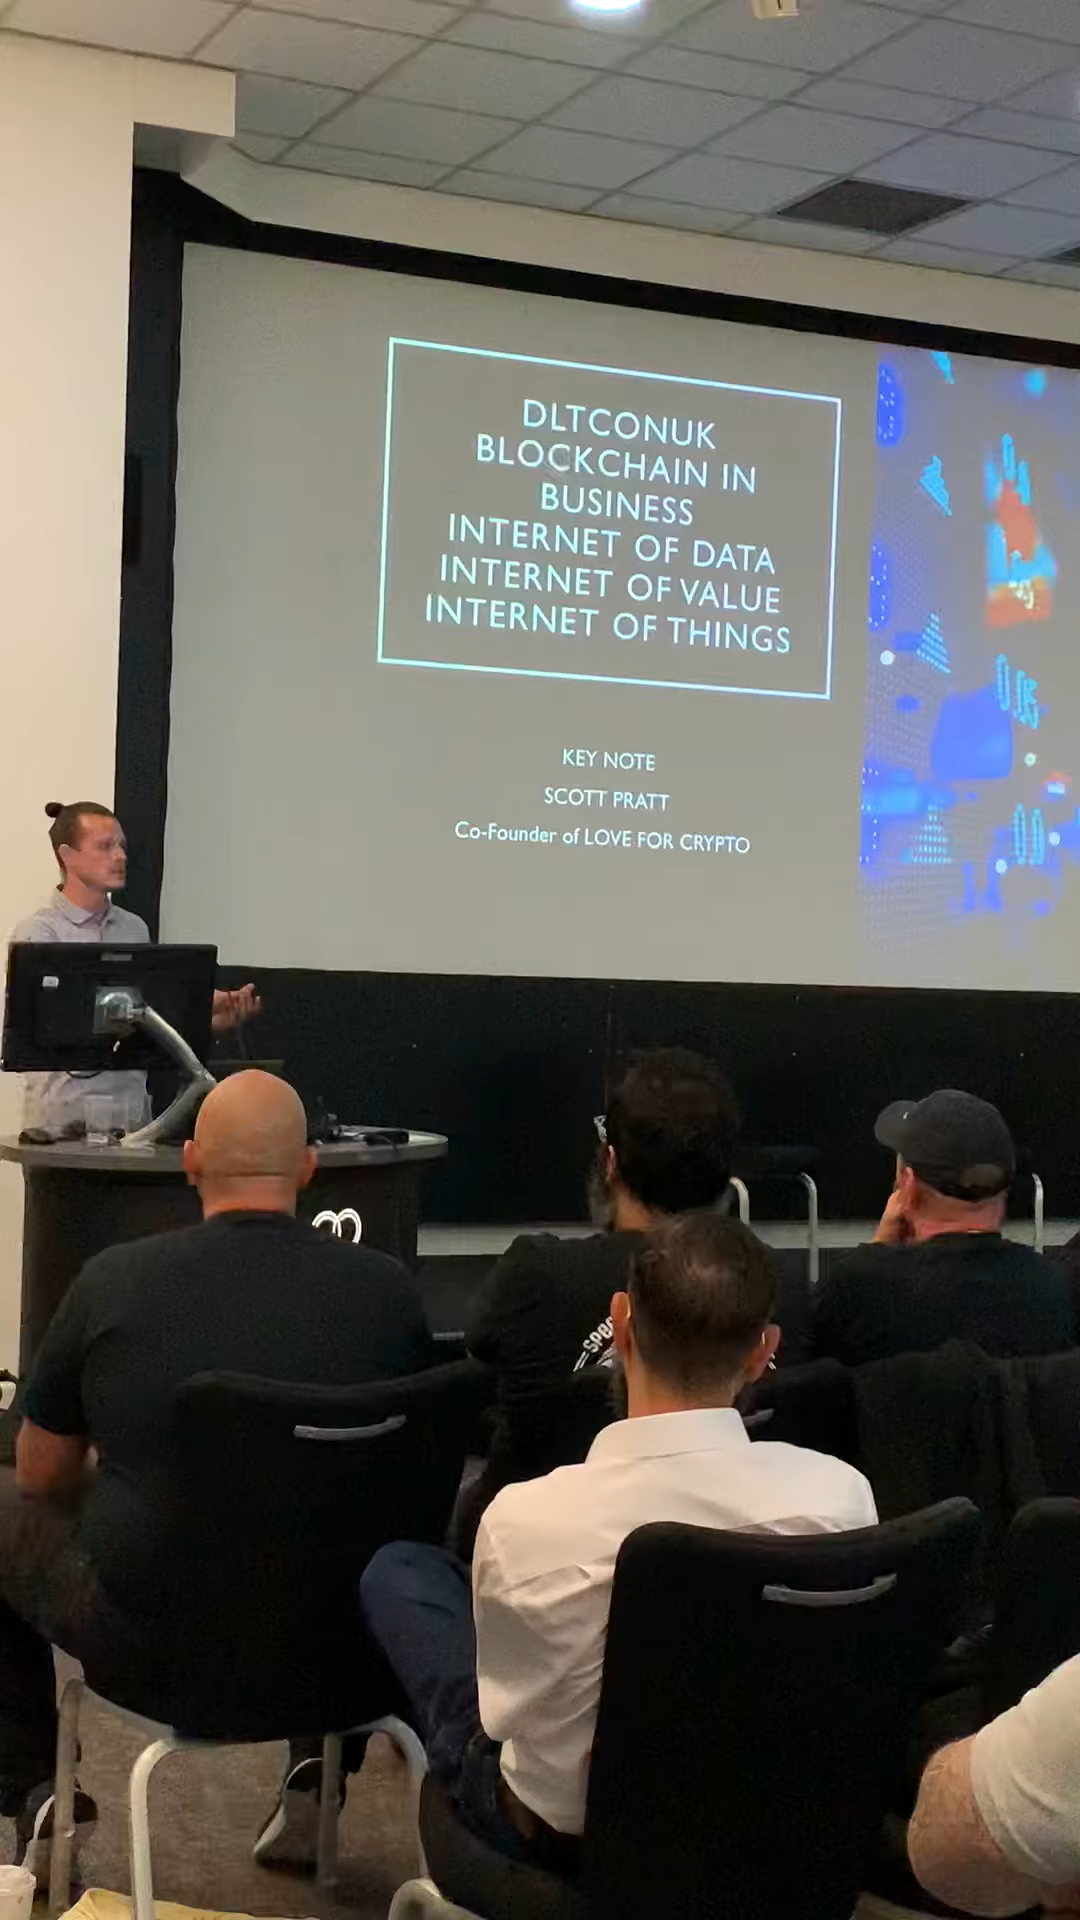 DLTCONUK
BLOCKCHAIN IN
BUSINESS
INTERNET OF DATA
INTERNET OF VALUE
INTERNET OF THINGS
KEY NOTE
SCOTT PRATT
Co-Founder of LOVE FOR CRYPTO